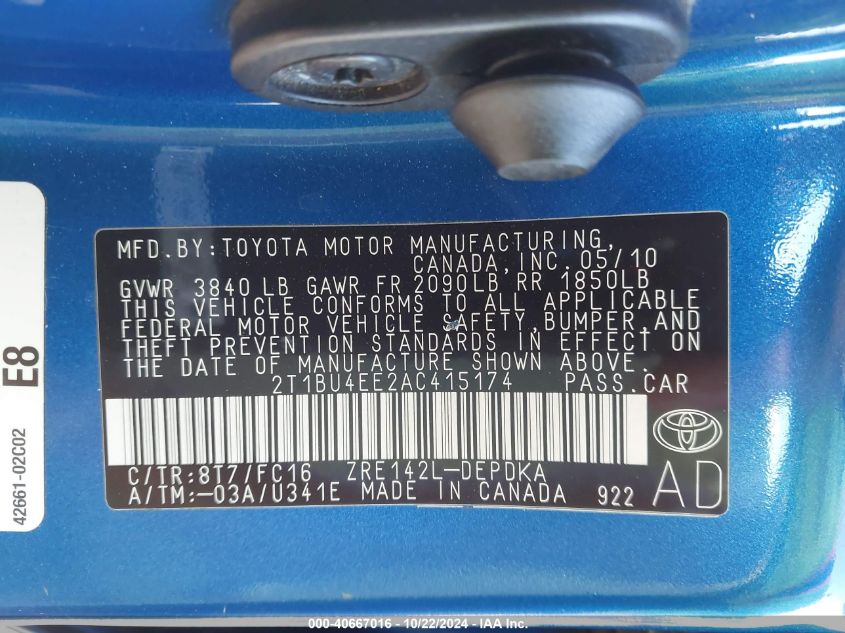 MFD. BY: TOYOTA MOTOR MANUFACTURING,
CANADA, INC. 05/10
GVWR 3840 LB GAWR FR 2090LB RR 1850LB
THIS VEHICLE CONFORMS TO ALL APPLICABLE
FEDERAL MOTOR VEHICLE SAFETY, BUMPER, AND
THEFT PREVENTION STANDARDS IN EFFECT ON
THE DATE OF MANUFACTURE SHOWN ABOVE.
2T1BU4EE2AC415174 PASS. CAR
C/TR: 8T7/FC16 ZRE142L-DEPDKA
A/TM: -03A/U341E MADE IN CANADA 922 AD
E8
42661-02C02
000-40667016 - 10/22/2024 - IAA Inc.